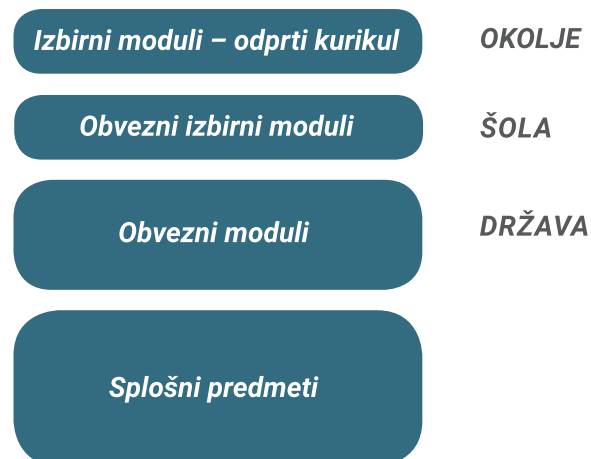 Izbirni moduli – odprti kurikul
OKOLJE
Obvezni izbirni moduli
ŠOLA
Obvezni moduli
DRŽAVA
Splošni predmeti